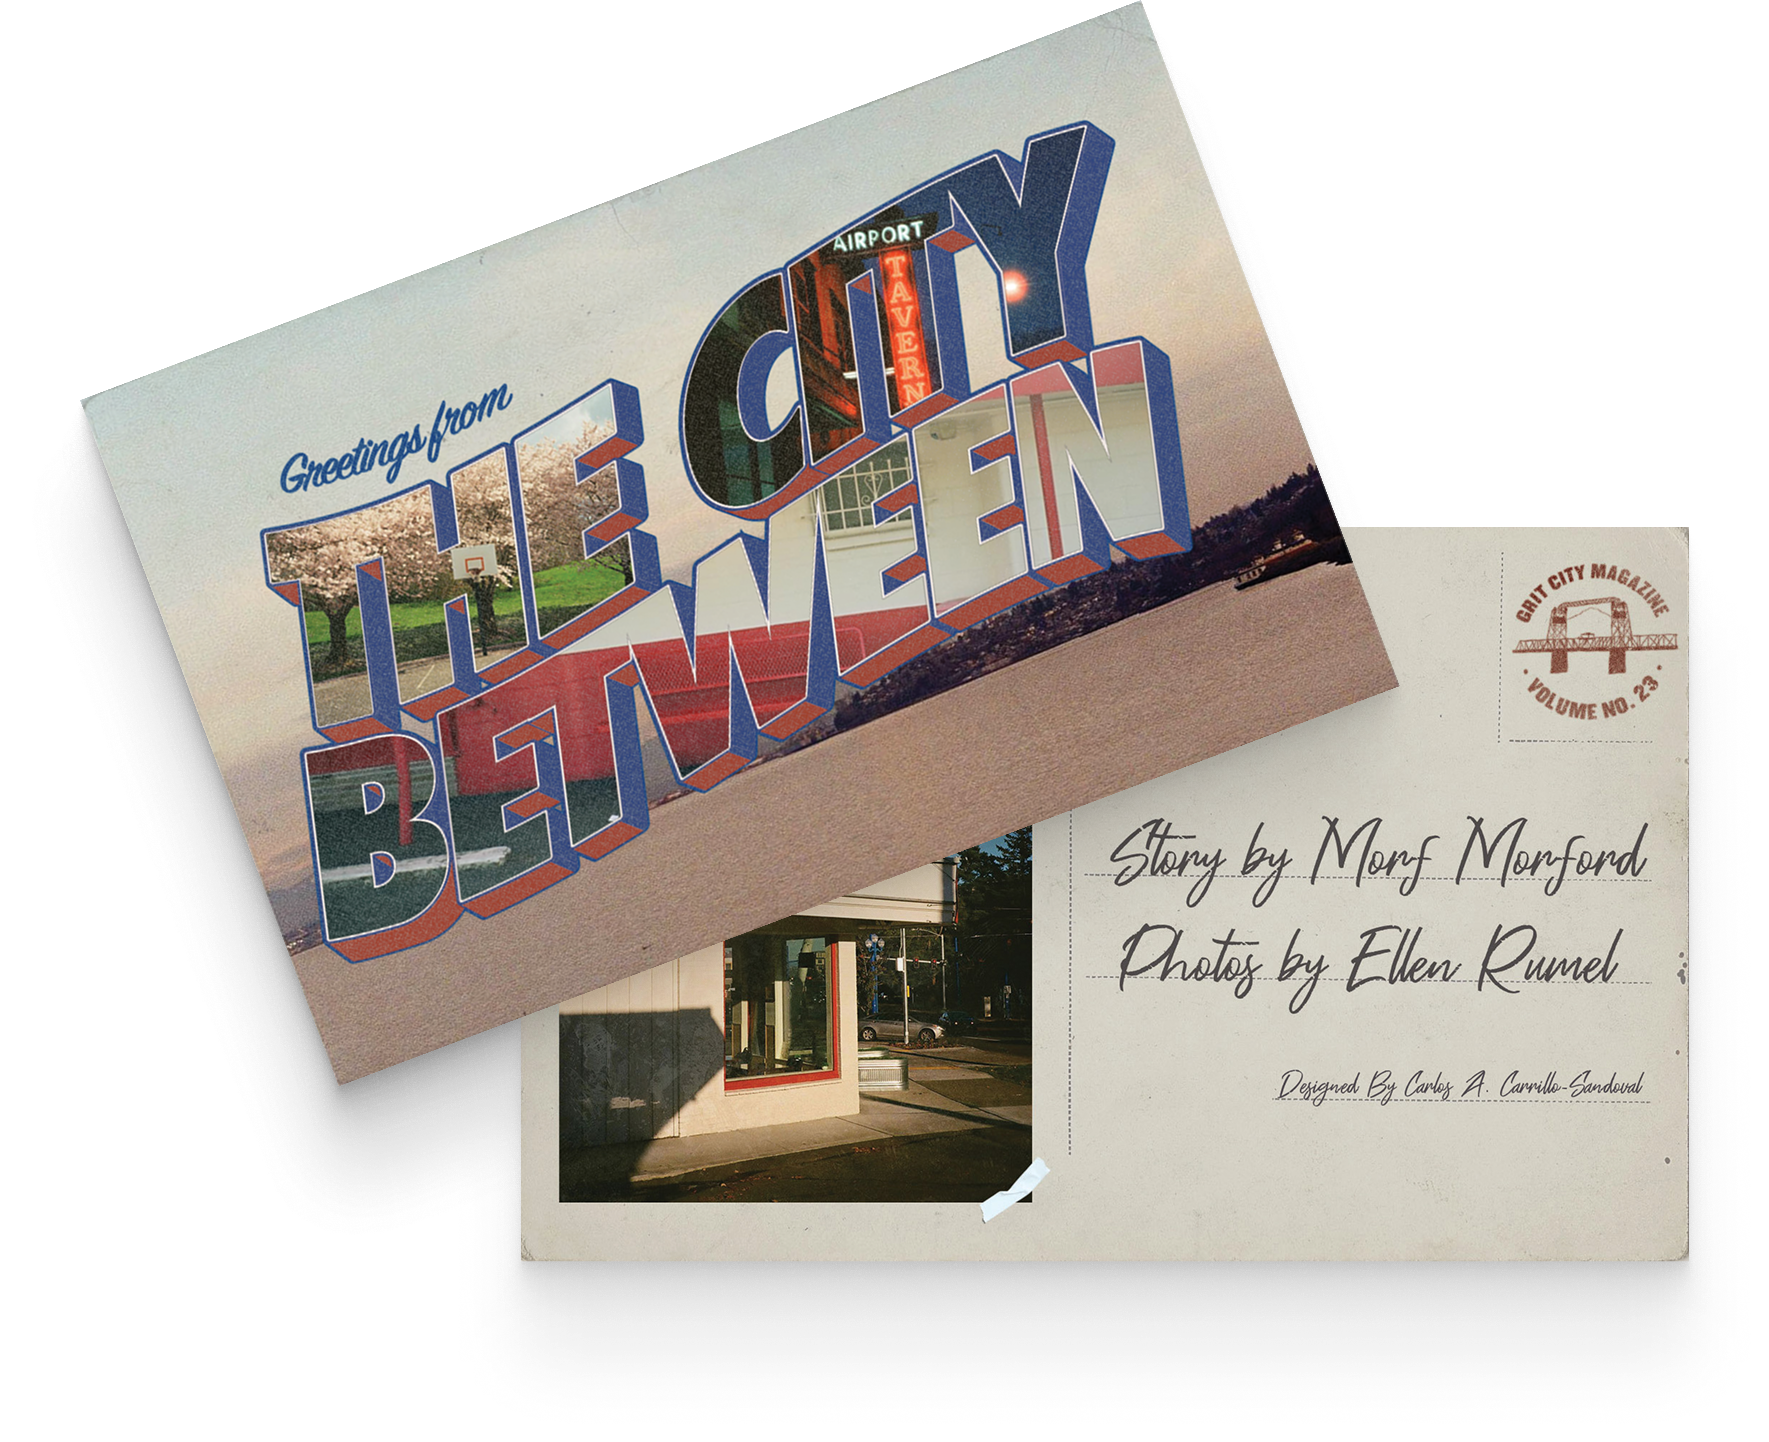 Greetings from
THE CITY
BETWEEN
AIRPORT
TAVERN
GRIT CITY MAGAZINE
· VOLUME NO. 23 ·
Story by Morf Morford
Photos by Ellen Rumel
Designed By Carlos A. Carrillo-Sandoval